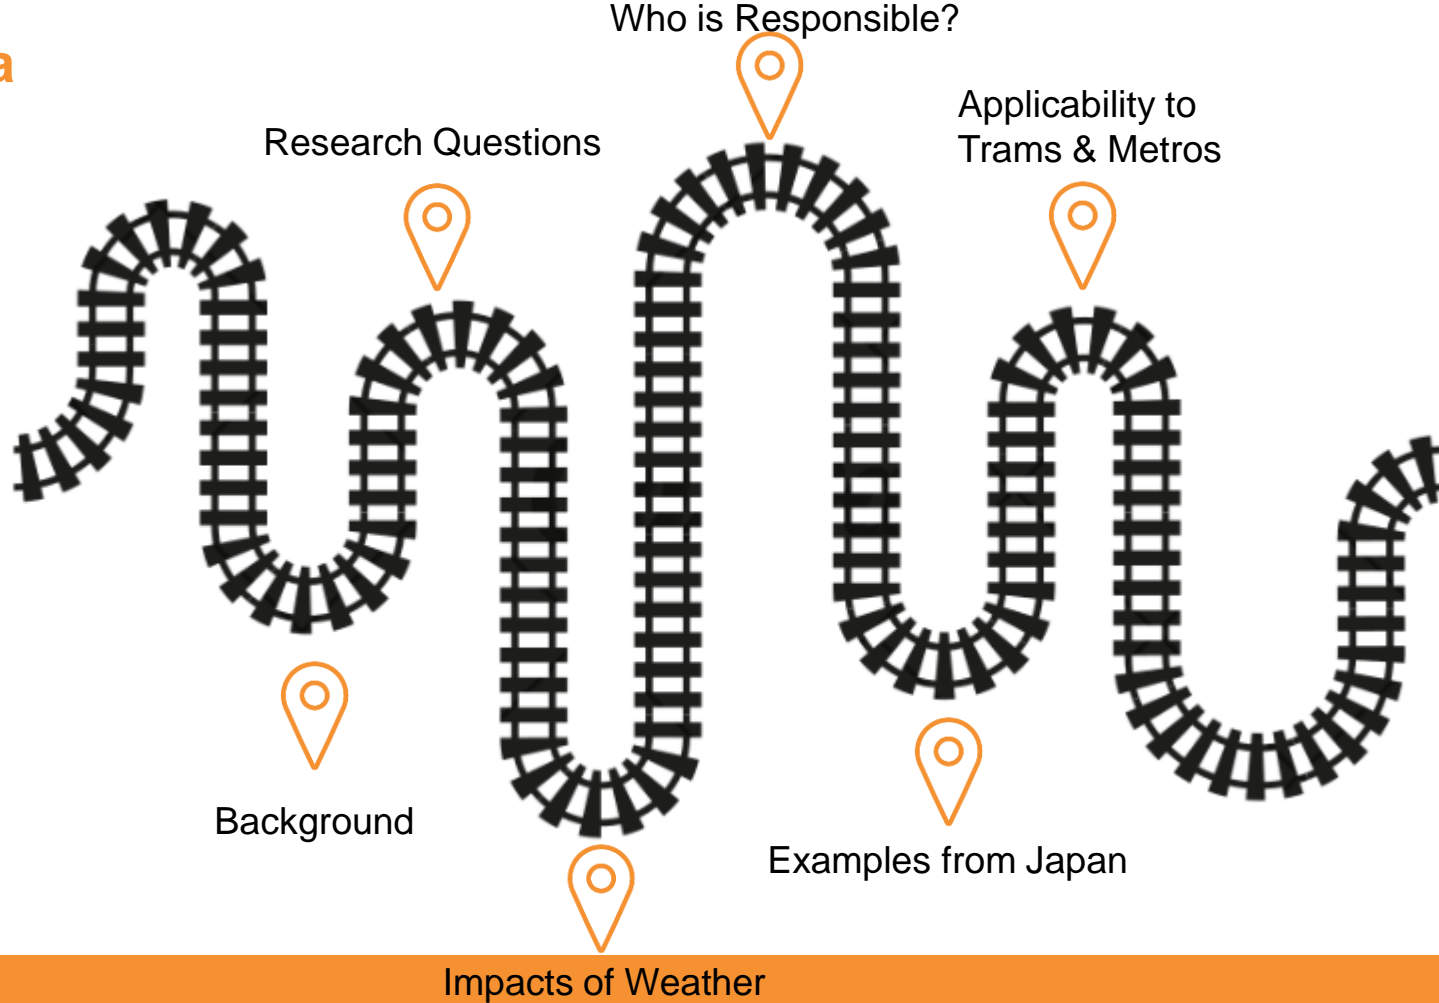 Who is Responsible?
a
Applicability to
Trams & Metros
Research Questions
Background
Examples from Japan
Impacts of Weather